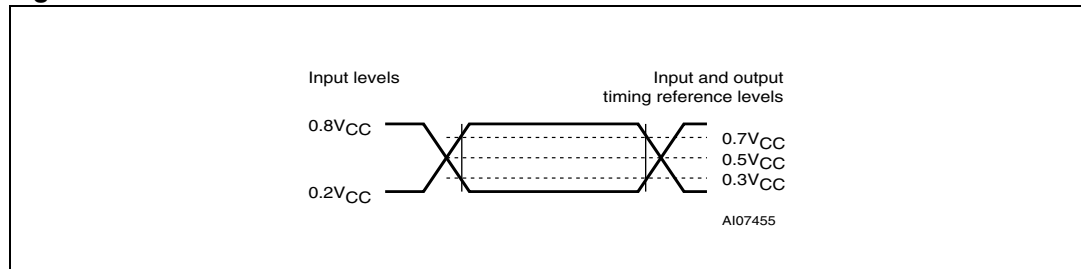 Input levels
Input and output
timing reference levels
0.8VCC
0.7VCC
0.5VCC
0.3VCC
0.2VCC
AI07455